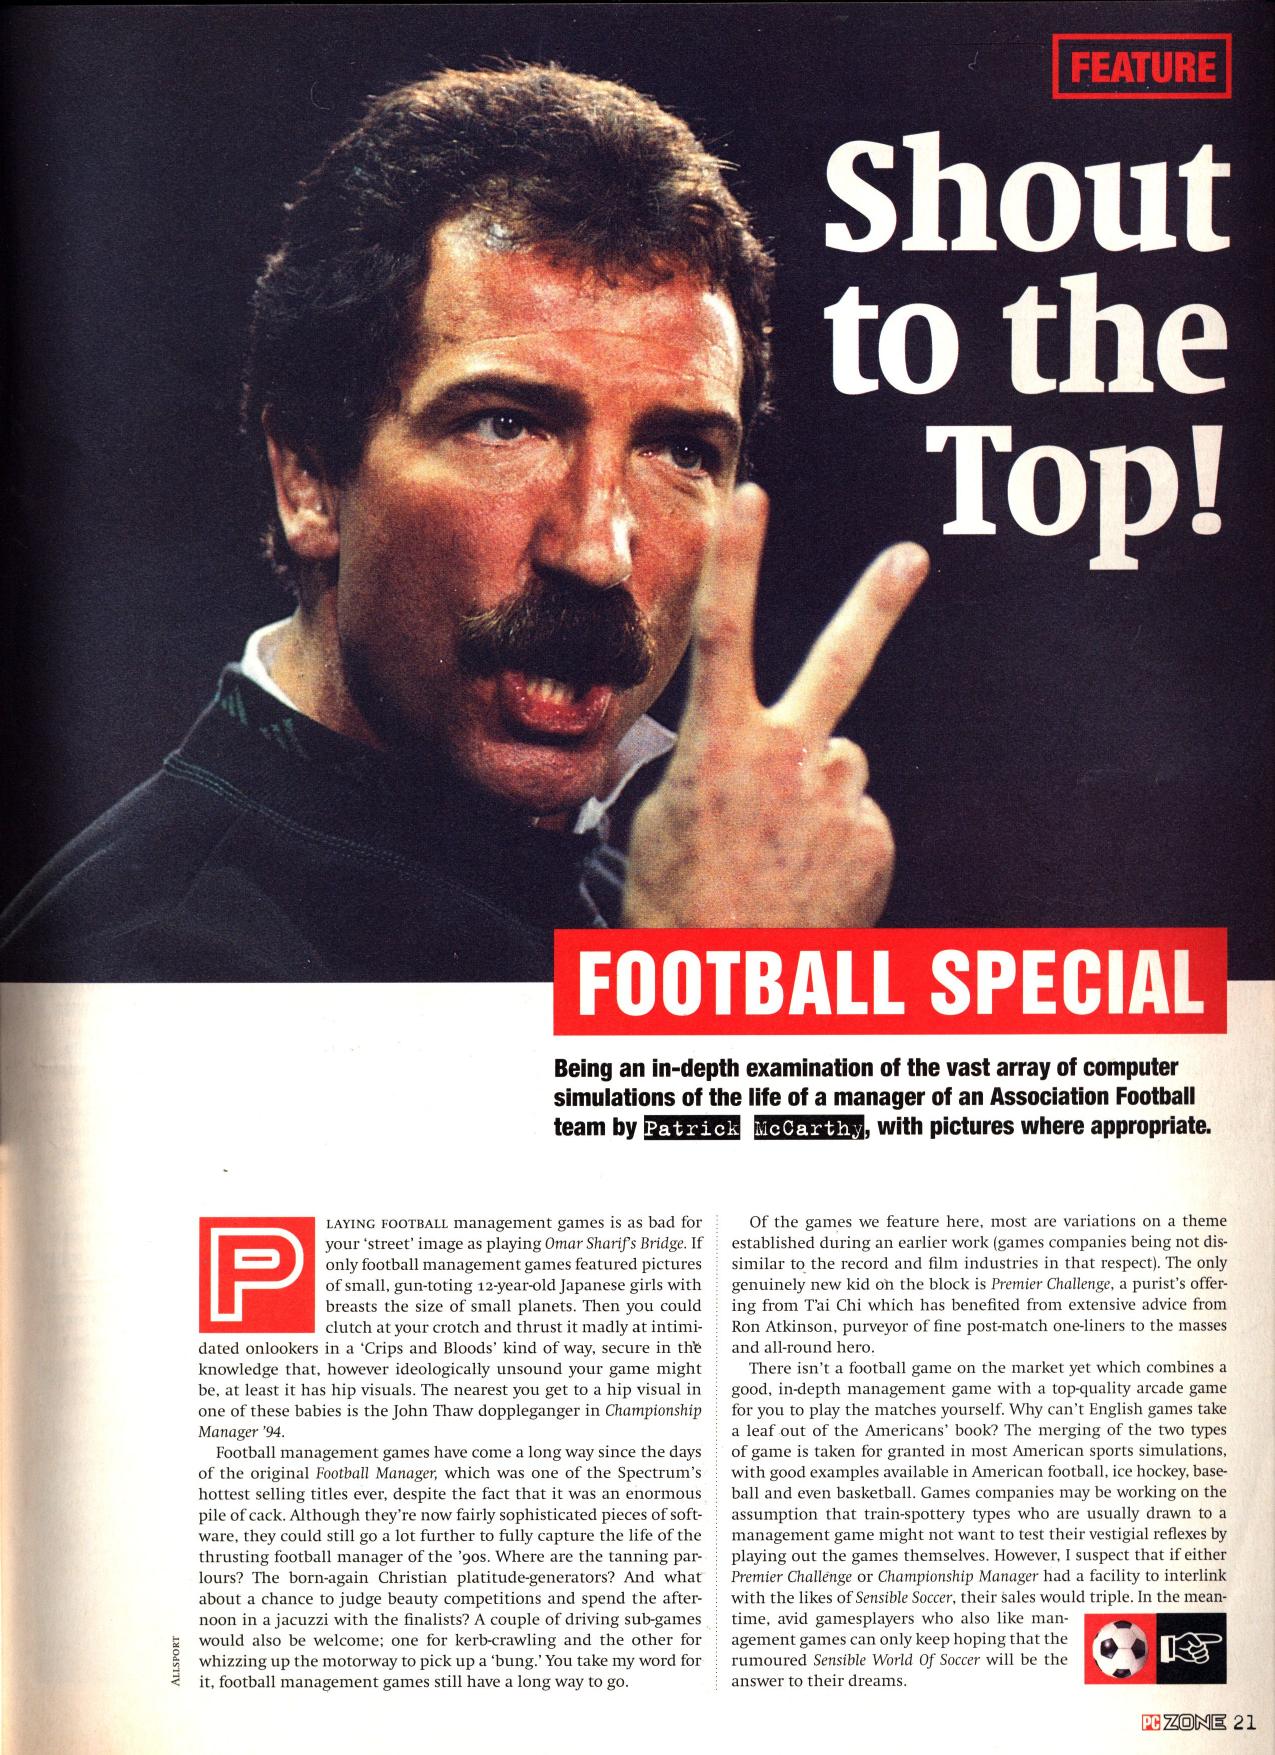 FEATURE
Shout
to the
Top!
FOOTBALL SPECIAL
Being an in-depth examination of the vast array of computer
simulations of the life of a manager of an Association Football
team by Patrick McCarthy, with pictures where appropriate.
PLAYING FOOTBALL management games is as bad for
your ‘street’ image as playing Omar Sharif's Bridge. If
only football management games featured pictures
of small, gun-toting 12-year-old Japanese girls with
breasts the size of small planets. Then you could
clutch at your crotch and thrust it madly at intimi-
dated onlookers in a ‘Crips and Bloods’ kind of way, secure in the
knowledge that, however ideologically unsound your game might
be, at least it has hip visuals. The nearest you get to a hip visual in
one of these babies is the John Thaw doppleganger in Championship
Manager ’94.
Football management games have come a long way since the days
of the original Football Manager, which was one of the Spectrum’s
hottest selling titles ever, despite the fact that it was an enormous
pile of cack. Although they’re now fairly sophisticated pieces of soft-
ware, they could still go a lot further to fully capture the life of the
thrusting football manager of the ’90s. Where are the tanning par-
lours? The born-again Christian platitude-generators? And what
about a chance to judge beauty competitions and spend the after-
noon in a jacuzzi with the finalists? A couple of driving sub-games
would also be welcome; one for kerb-crawling and the other for
whizzing up the motorway to pick up a ‘bung.’ You take my word for
it, football management games still have a long way to go.
Of the games we feature here, most are variations on a theme
established during an earlier work (games companies being not dis-
similar to the record and film industries in that respect). The only
genuinely new kid on the block is Premier Challenge, a purist’s offer-
ing from T’ai Chi which has benefited from extensive advice from
Ron Atkinson, purveyor of fine post-match one-liners to the masses
and all-round hero.
There isn’t a football game on the market yet which combines a
good, in-depth management game with a top-quality arcade game
for you to play the matches yourself. Why can’t English games take
a leaf out of the Americans’ book? The merging of the two types
of game is taken for granted in most American sports simulations,
with good examples available in American football, ice hockey, base-
ball and even basketball. Games companies may be working on the
assumption that train-spottery types who are usually drawn to a
management game might not want to test their vestigial reflexes by
playing out the games themselves. However, I suspect that if either
Premier Challenge or Championship Manager had a facility to interlink
with the likes of Sensible Soccer, their sales would triple. In the mean-
time, avid gamesplayers who also like man-
agement games can only keep hoping that the
rumoured Sensible World Of Soccer will be the
answer to their dreams.
ALLSPORT
PC ZONE 21